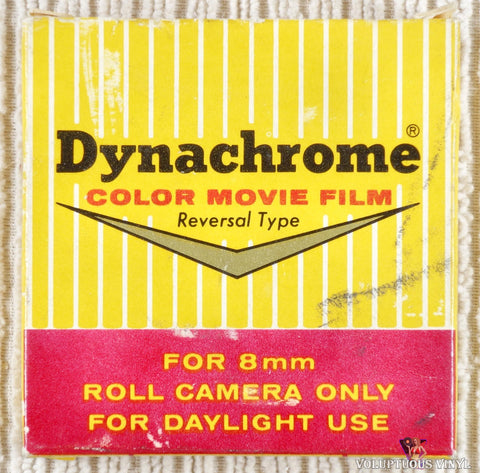 Dynachrome®
COLOR MOVIE FILM
Reversal Type
FOR 8mm
ROLL CAMERA ONLY
FOR DAYLIGHT USE
VOLUPTUOUS VINYL